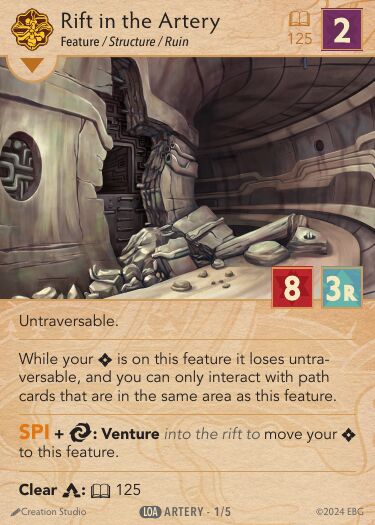 Rift in the Artery
Feature / Structure / Ruin
125
2
8
3R
Untraversable.
While your is on this feature it loses untra-
versable, and you can only interact with path
cards that are in the same area as this feature.
SPI + : Venture into the rift to move your
to this feature.
Clear : 125
Creation Studio
LOA ARTERY - 1/5
©2024 EBG